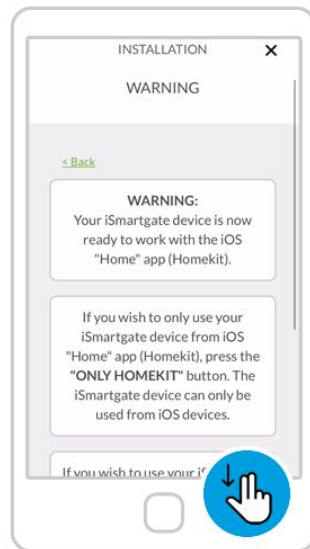 INSTALLATION
WARNING
< Back
WARNING:
Your iSmartgate device is now
ready to work with the iOS
"Home" app (Homekit).
If you wish to only use your
iSmartgate device from iOS
"Home" app (Homekit), press the
"ONLY HOMEKIT" button. The
iSmartgate device can only be
used from iOS devices.
If you wish to use your